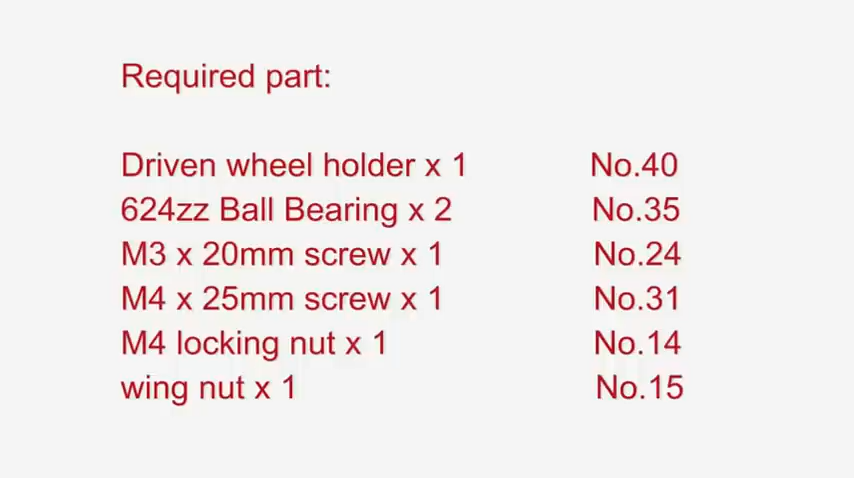 Required part:
Driven wheel holder x 1 No.40
624zz Ball Bearing x 2 No.35
M3 x 20mm screw x 1 No.24
M4 x 25mm screw x 1 No.31
M4 locking nut x 1 No.14
wing nut x 1 No.15